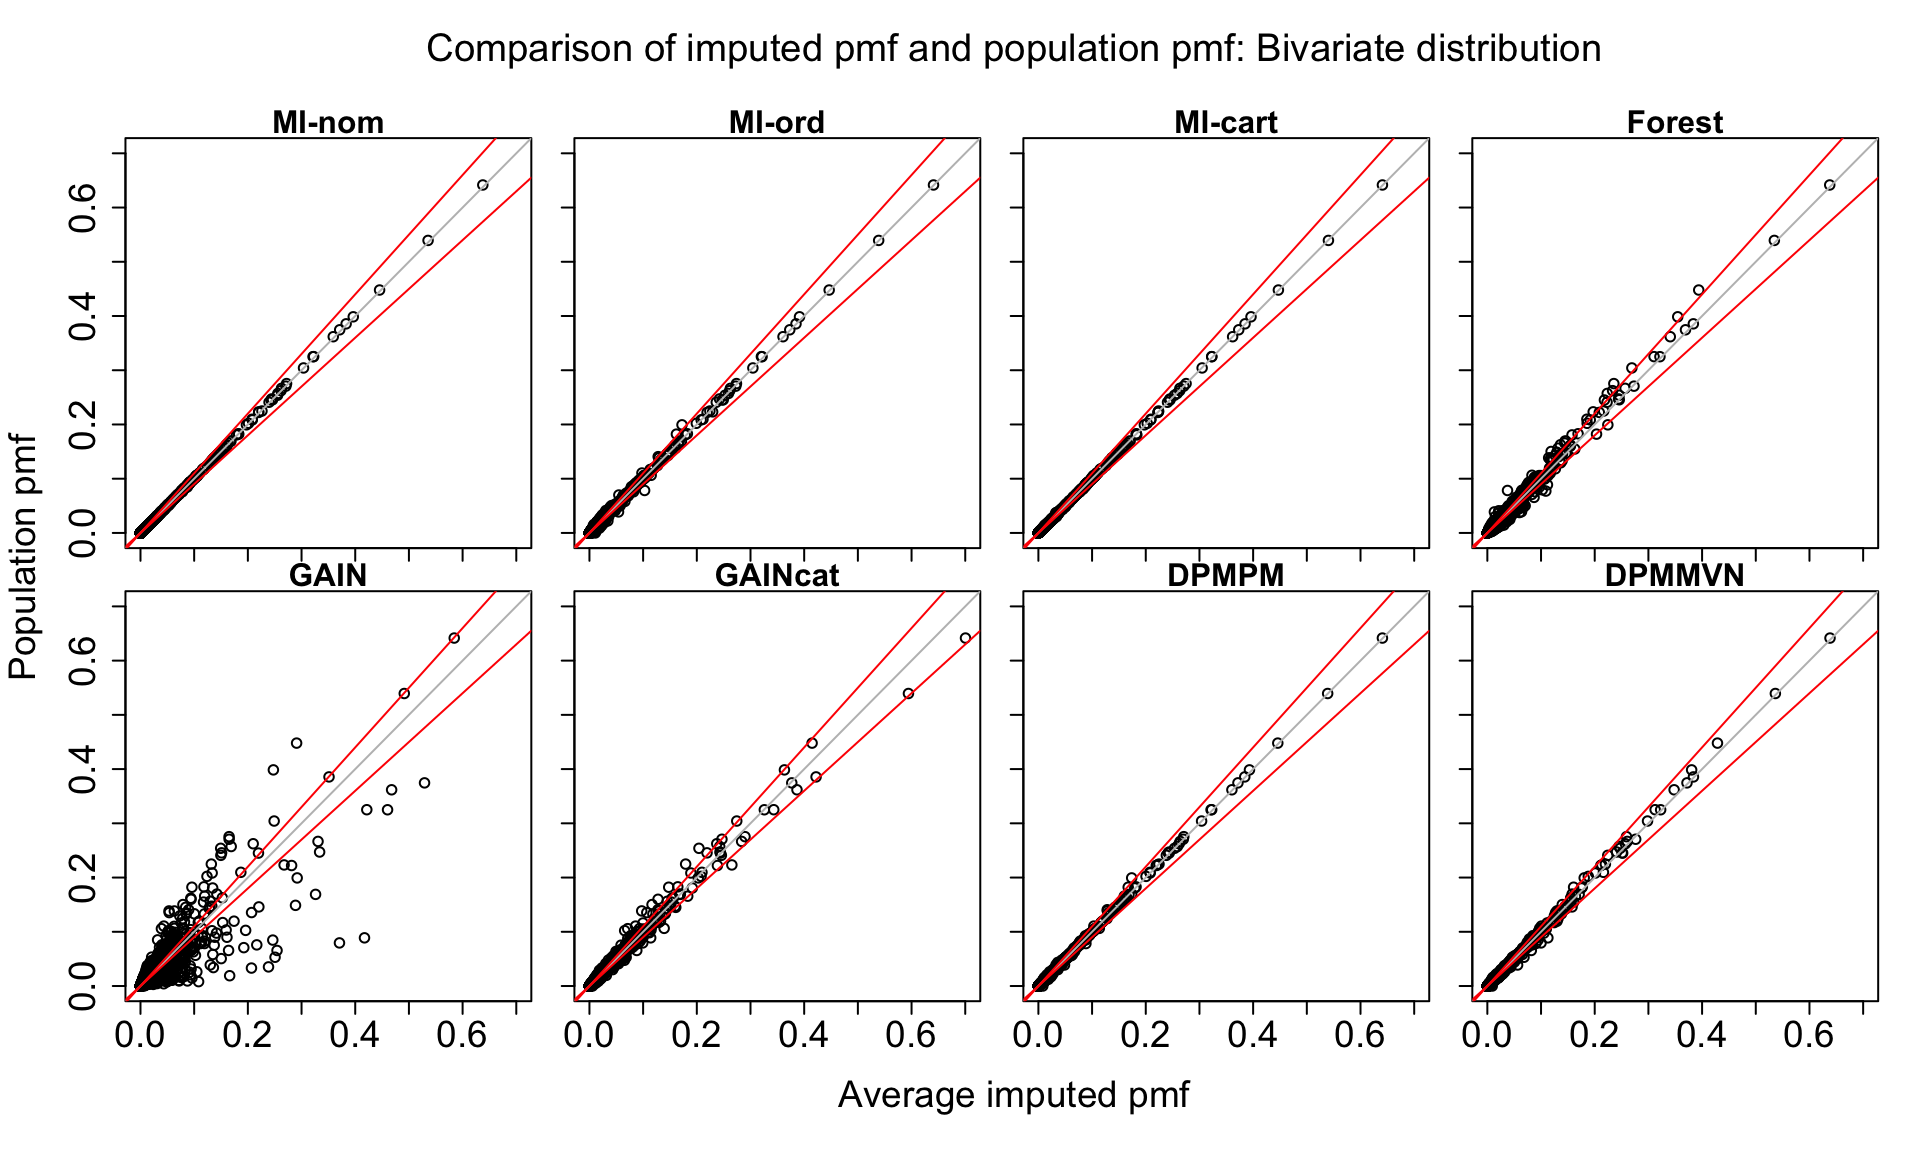 Comparison of imputed pmf and population pmf: Bivariate distribution
MI-nom MI-ord MI-cart Forest
0.6
0.4
0.2
0.0
GAIN GAINcat DPMPM DPMMVN
Population pmf
0.6
0.4
0.2
0.0
0.0 0.2 0.4 0.6 0.0 0.2 0.4 0.6 0.0 0.2 0.4 0.6 0.0 0.2 0.4 0.6
Average imputed pmf